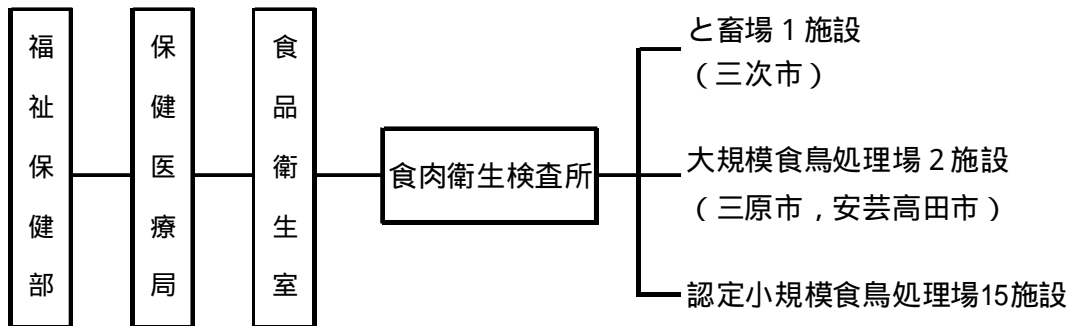 福祉保健部
保健医療局
食品衛生室
食肉衛生検査所
と畜場1施設
（三次市）
大規模食鳥処理場2施設
（三原市，安芸高田市）
認定小規模食鳥処理場15施設